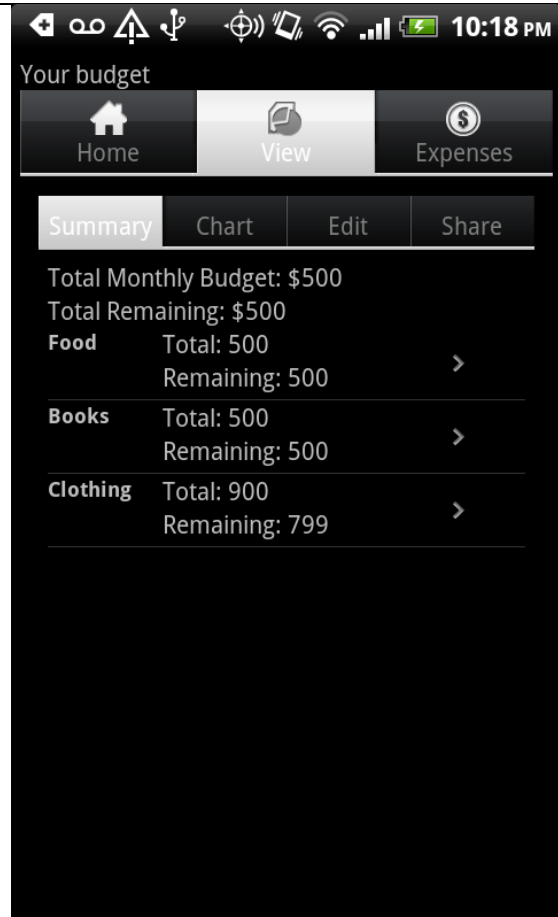 10:18 PM
Your budget
Home View Expenses
Summary Chart Edit Share
Total Monthly Budget: $500
Total Remaining: $500
Food Total: 500
Remaining: 500
Books Total: 500
Remaining: 500
Clothing Total: 900
Remaining: 799